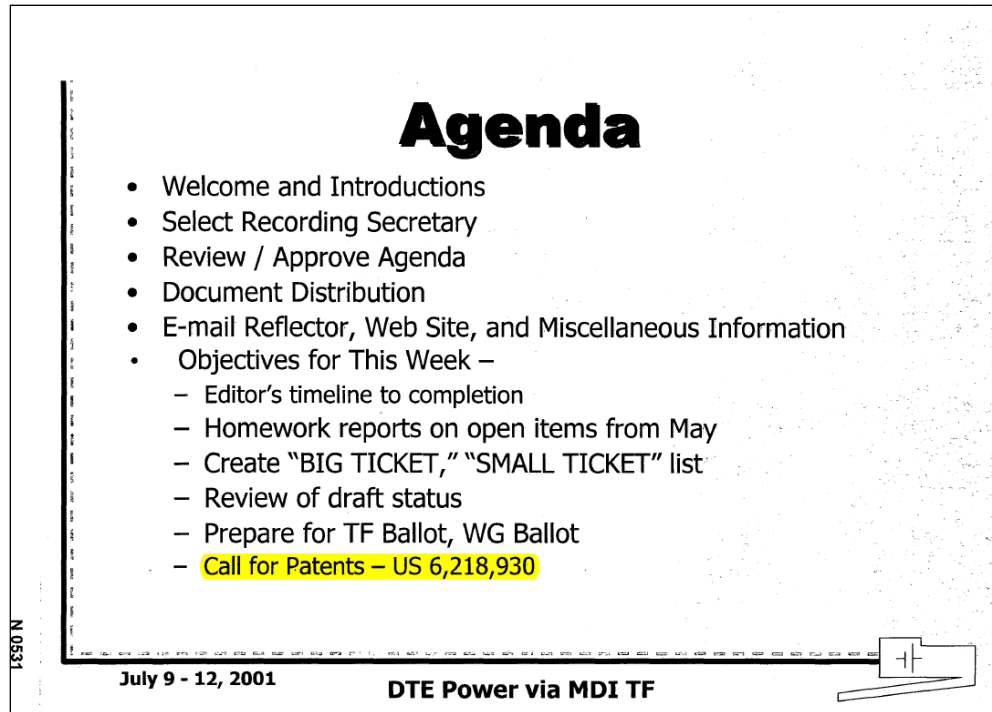 Agenda
• Welcome and Introductions
• Select Recording Secretary
• Review / Approve Agenda
• Document Distribution
• E-mail Reflector, Web Site, and Miscellaneous Information
• Objectives for This Week –
– Editor's timeline to completion
– Homework reports on open items from May
– Create “BIG TICKET,” “SMALL TICKET” list
– Review of draft status
– Prepare for TF Ballot, WG Ballot
– Call for Patents – US 6,218,930
N 0531
July 9 - 12, 2001
DTE Power via MDI TF